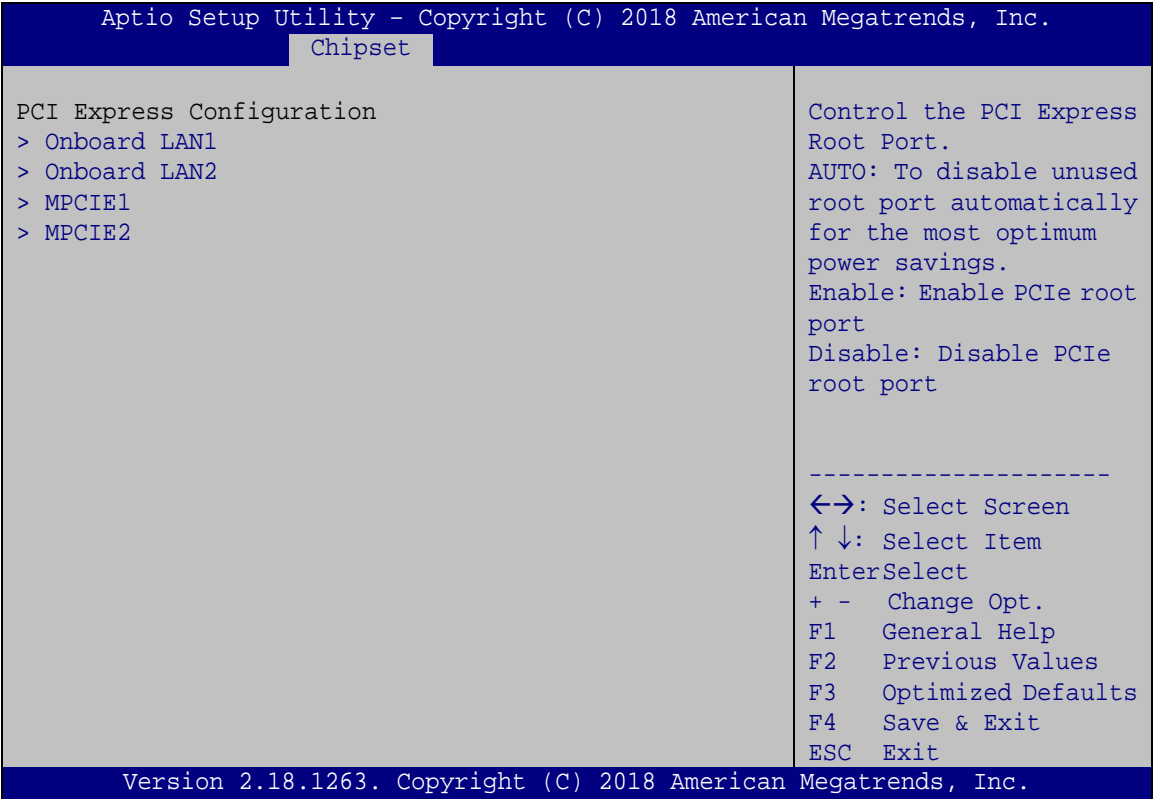 Aptio Setup Utility – Copyright (C) 2018 American Megatrends, Inc.
Chipset
PCI Express Configuration
> Onboard LAN1
> Onboard LAN2
> MPCIE1
> MPCIE2
Control the PCI Express
Root Port.
AUTO: To disable unused
root port automatically
for the most optimum
power savings.
Enable: Enable PCIe root
port
Disable: Disable PCIe
root port
---------------------
←→: Select Screen
↑ ↓: Select Item
EnterSelect
+ - Change Opt.
F1 General Help
F2 Previous Values
F3 Optimized Defaults
F4 Save & Exit
ESC Exit
Version 2.18.1263. Copyright (C) 2018 American Megatrends, Inc.